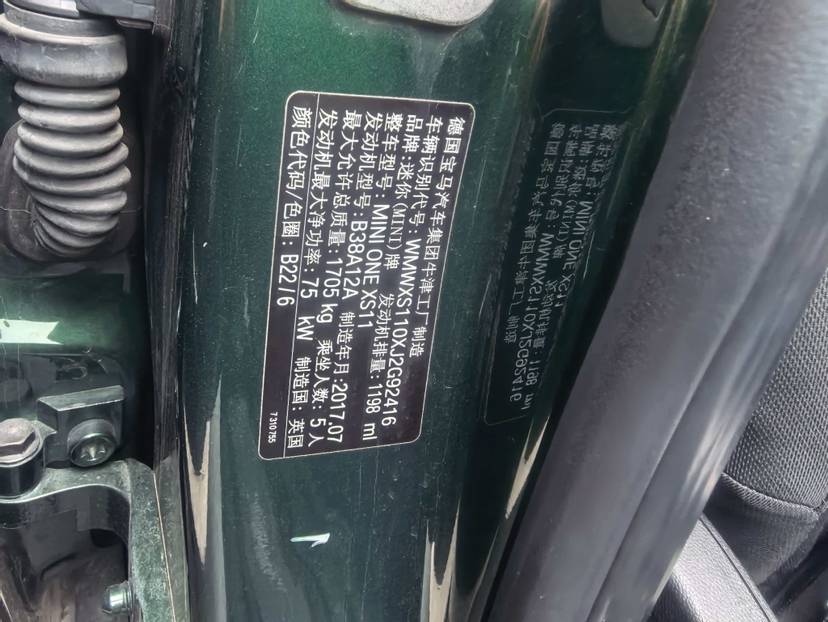 德国宝马汽车集团牛津工厂 制造
车辆识别代号: WMWXS110XJ2G92416
品牌: 迷你(MINI)牌 发动机排量: 1198 ml
整车型号: MINI ONE XS11
发动机型号: B38A12A 制造年月: 2017.07
最大允许总质量: 1705 kg 乘坐人数: 5人
发动机最大净功率: 75 kW 制造国: 英国
颜色代码/色圈: B22/6
7 310 755